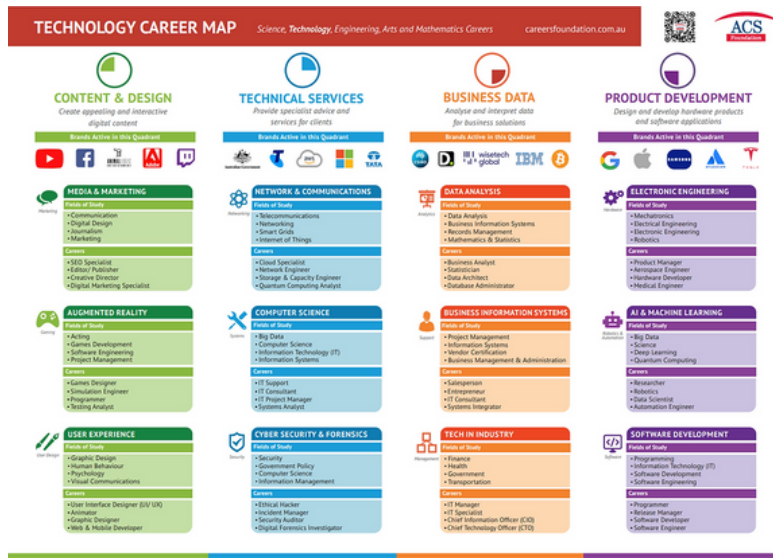 TECHNOLOGY CAREER MAP
Science, Technology, Engineering, Arts and Mathematics Careers
careersfoundation.com.au
ACS
Foundation
CONTENT & DESIGN
Create appealing and interactive
digital content
Brands Active in this Quadrant
Adobe
Marketing
MEDIA & MARKETING
Fields of Study
• Communication
• Digital Design
• Journalism
• Marketing
Careers
• SEO Specialist
• Editor/ Publisher
• Creative Director
• Digital Marketing Specialist
Gaming
AUGMENTED REALITY
Fields of Study
• Acting
• Games Development
• Software Engineering
• Project Management
Careers
• Games Designer
• Simulation Engineer
• Programmer
• Testing Analyst
User Design
USER EXPERIENCE
Fields of Study
• Graphic Design
• Human Behaviour
• Psychology
• Visual Communications
Careers
• User Interface Designer (UI/ UX)
• Animator
• Graphic Designer
• Web & Mobile Developer
TECHNICAL SERVICES
Provide specialist advice and
services for clients
Brands Active in this Quadrant
Australian Government
aws
TATA
Networking
NETWORK & COMMUNICATIONS
Fields of Study
• Telecommunications
• Networking
• Smart Grids
• Internet of Things
Careers
• Cloud Specialist
• Network Engineer
• Storage & Capacity Engineer
• Quantum Computing Analyst
Systems
COMPUTER SCIENCE
Fields of Study
• Big Data
• Computer Science
• Information Technology (IT)
• Information Systems
Careers
• IT Support
• IT Consultant
• IT Project Manager
• Systems Analyst
Security
CYBER SECURITY & FORENSICS
Fields of Study
• Security
• Government Policy
• Computer Science
• Information Management
Careers
• Ethical Hacker
• Incident Manager
• Security Auditor
• Digital Forensics Investigator
BUSINESS DATA
Analyse and interpret data
for business solutions
Brands Active in this Quadrant
D.
wisetech
global
IBM
Analytics
DATA ANALYSIS
Fields of Study
• Data Analysis
• Business Information Systems
• Records Management
• Mathematics & Statistics
Careers
• Business Analyst
• Statistician
• Data Architect
• Database Administrator
Support
BUSINESS INFORMATION SYSTEMS
Fields of Study
• Project Management
• Information Systems
• Vendor Certification
• Business Management & Administration
Careers
• Salesperson
• Entrepreneur
• IT Consultant
• Systems Integrator
Management
TECH IN INDUSTRY
Fields of Study
• Finance
• Health
• Government
• Transportation
Careers
• IT Manager
• IT Specialist
• Chief Information Officer (CIO)
• Chief Technology Officer (CTO)
PRODUCT DEVELOPMENT
Design and develop hardware products
and software applications
Brands Active in this Quadrant
SAMSUNG
TESLA
Hardware
ELECTRONIC ENGINEERING
Fields of Study
• Mechatronics
• Electrical Engineering
• Electronic Engineering
• Robotics
Careers
• Product Manager
• Aerospace Engineer
• Hardware Developer
• Medical Engineer
Robotics &
Automation
AI & MACHINE LEARNING
Fields of Study
• Big Data
• Science
• Deep Learning
• Quantum Computing
Careers
• Researcher
• Robotics
• Data Scientist
• Automation Engineer
Software
SOFTWARE DEVELOPMENT
Fields of Study
• Programming
• Information Technology (IT)
• Software Development
• Software Engineering
Careers
• Programmer
• Release Manager
• Software Developer
• Software Engineer